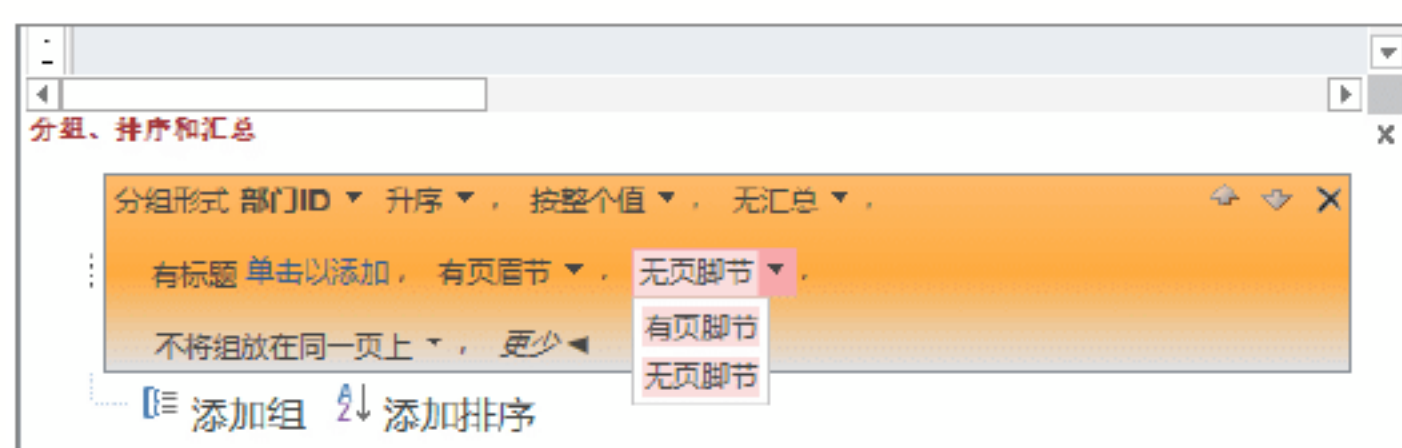 分组、排序和汇总
分组形式 部门ID ▼ 升序 ▼ , 按整个值 ▼ , 无汇总 ▼ ,
有标题 单击以添加 , 有页眉节 ▼ , 无页脚节 ▼ ,
有页脚节
不将组放在同一页上 ▼ , 更少 ◀
无页脚节
添加组 添加排序